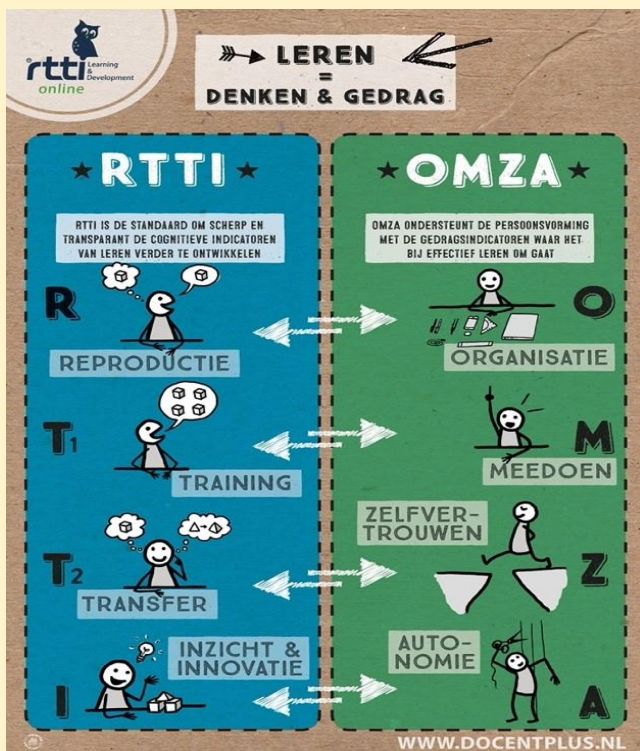 rtti Learning
&
Development
online
LEREN
=
DENKEN & GEDRAG
RTTI
RTTI IS DE STANDAARD OM SCHERP EN
TRANSPARANT DE COGNITIEVE INDICATOREN
VAN LEREN VERDER TE ONTWIKKELEN
R
REPRODUCTIE
T1
TRAINING
T2
TRANSFER
I
INZICHT &
INNOVATIE
OMZA
OMZA ONDERSTEUNT DE PERSOONSVORMING
MET DE GEDRAGSINDICATOREN WAAR HET
BIJ EFFECTIEF LEREN OM GAAT
O
ORGANISATIE
M
MEEDOEN
ZELFVER-
TROUWEN
Z
AUTO-
NOMIE
A
WWW.DOCENTPLUS.NL